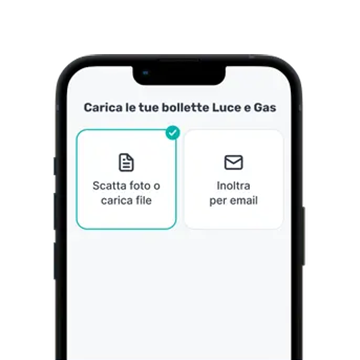 Carica le tue bollette Luce e Gas
Scatta foto o
carica file
Inoltra
per email